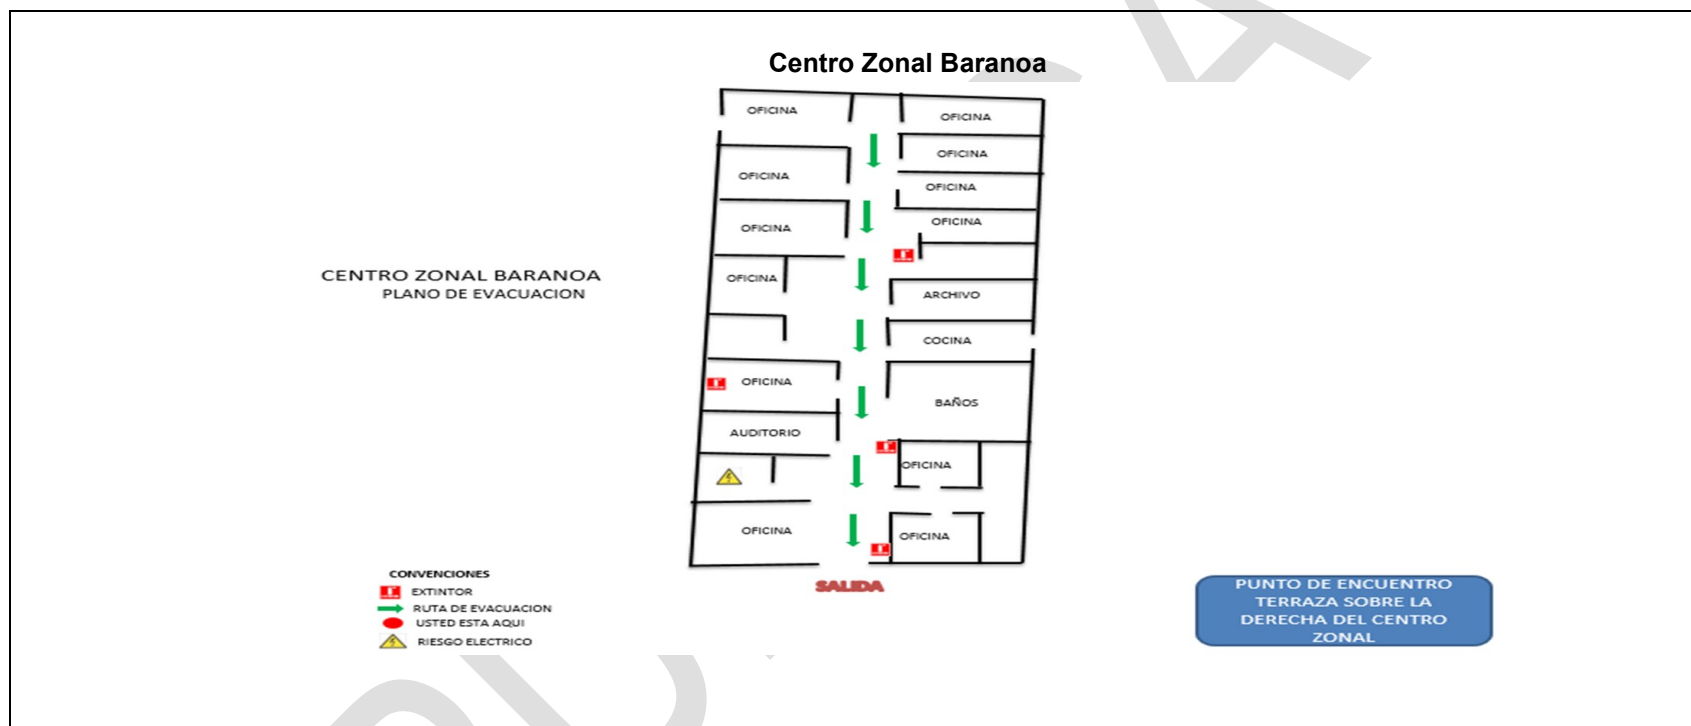 Centro Zonal Baranoa
OFICINA
OFICINA
OFICINA
OFICINA
OFICINA
OFICINA
OFICINA
OFICINA
CENTRO ZONAL BARANOA
PLANO DE EVACUACION
OFICINA
ARCHIVO
COCINA
OFICINA
BAÑOS
AUDITORIO
OFICINA
OFICINA
OFICINA
SALIDA
CONVENCIONES
EXTINTOR
RUTA DE EVACUACION
USTED ESTA AQUI
RIESGO ELECTRICO
PUNTO DE ENCUENTRO
TERRAZA SOBRE LA
DERECHA DEL CENTRO
ZONAL